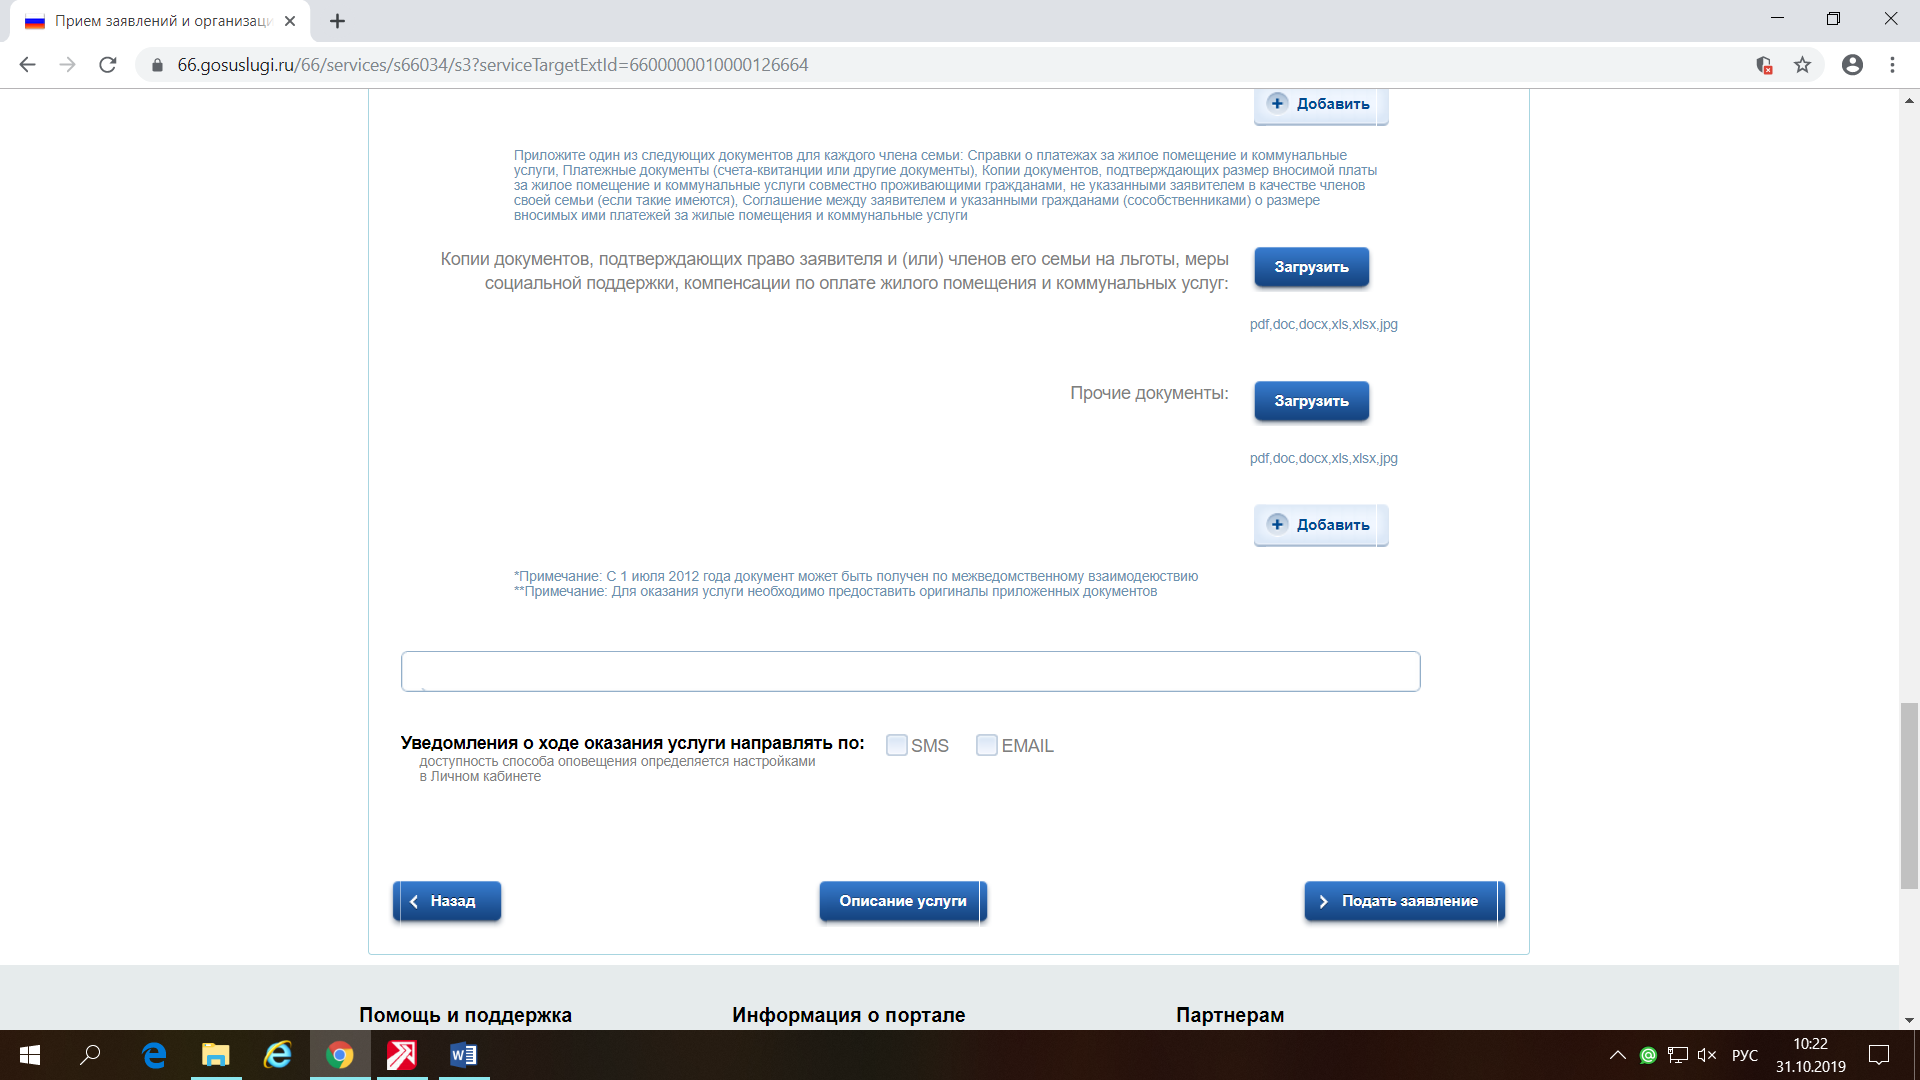 Прием заявлений и организаци
66.gosuslugi.ru/66/services/s66034/s3?serviceTargetExtId=6600000010000126664
Добавить
Приложите один из следующих документов для каждого члена семьи: Справки о платежах за жилое помещение и коммунальные
услуги, Платежные документы (счета-квитанции или другие документы), Копии документов, подтверждающих размер вносимой платы
за жилое помещение и коммунальные услуги совместно проживающими гражданами, не указанными заявителем в качестве членов
своей семьи (если такие имеются), Соглашение между заявителем и указанными гражданами (сособственниками) о размере
вносимых ими платежей за жилые помещения и коммунальные услуги
Копии документов, подтверждающих право заявителя и (или) членов его семьи на льготы, меры
социальной поддержки, компенсации по оплате жилого помещения и коммунальных услуг:
Загрузить
pdf,doc,docx,xls,xlsx,jpg
Прочие документы:
Загрузить
pdf,doc,docx,xls,xlsx,jpg
Добавить
*Примечание: С 1 июля 2012 года документ может быть получен по межведомственному взаимодеюствию
**Примечание: Для оказания услуги необходимо предоставить оригиналы приложенных документов
Уведомления о ходе оказания услуги направлять по:
SMS
EMAIL
доступность способа оповещения определяется настройками
в Личном кабинете
Назад
Описание услуги
Подать заявление
Помощь и поддержка
Информация о портале
Партнерам
РУС
10:22
31.10.2019